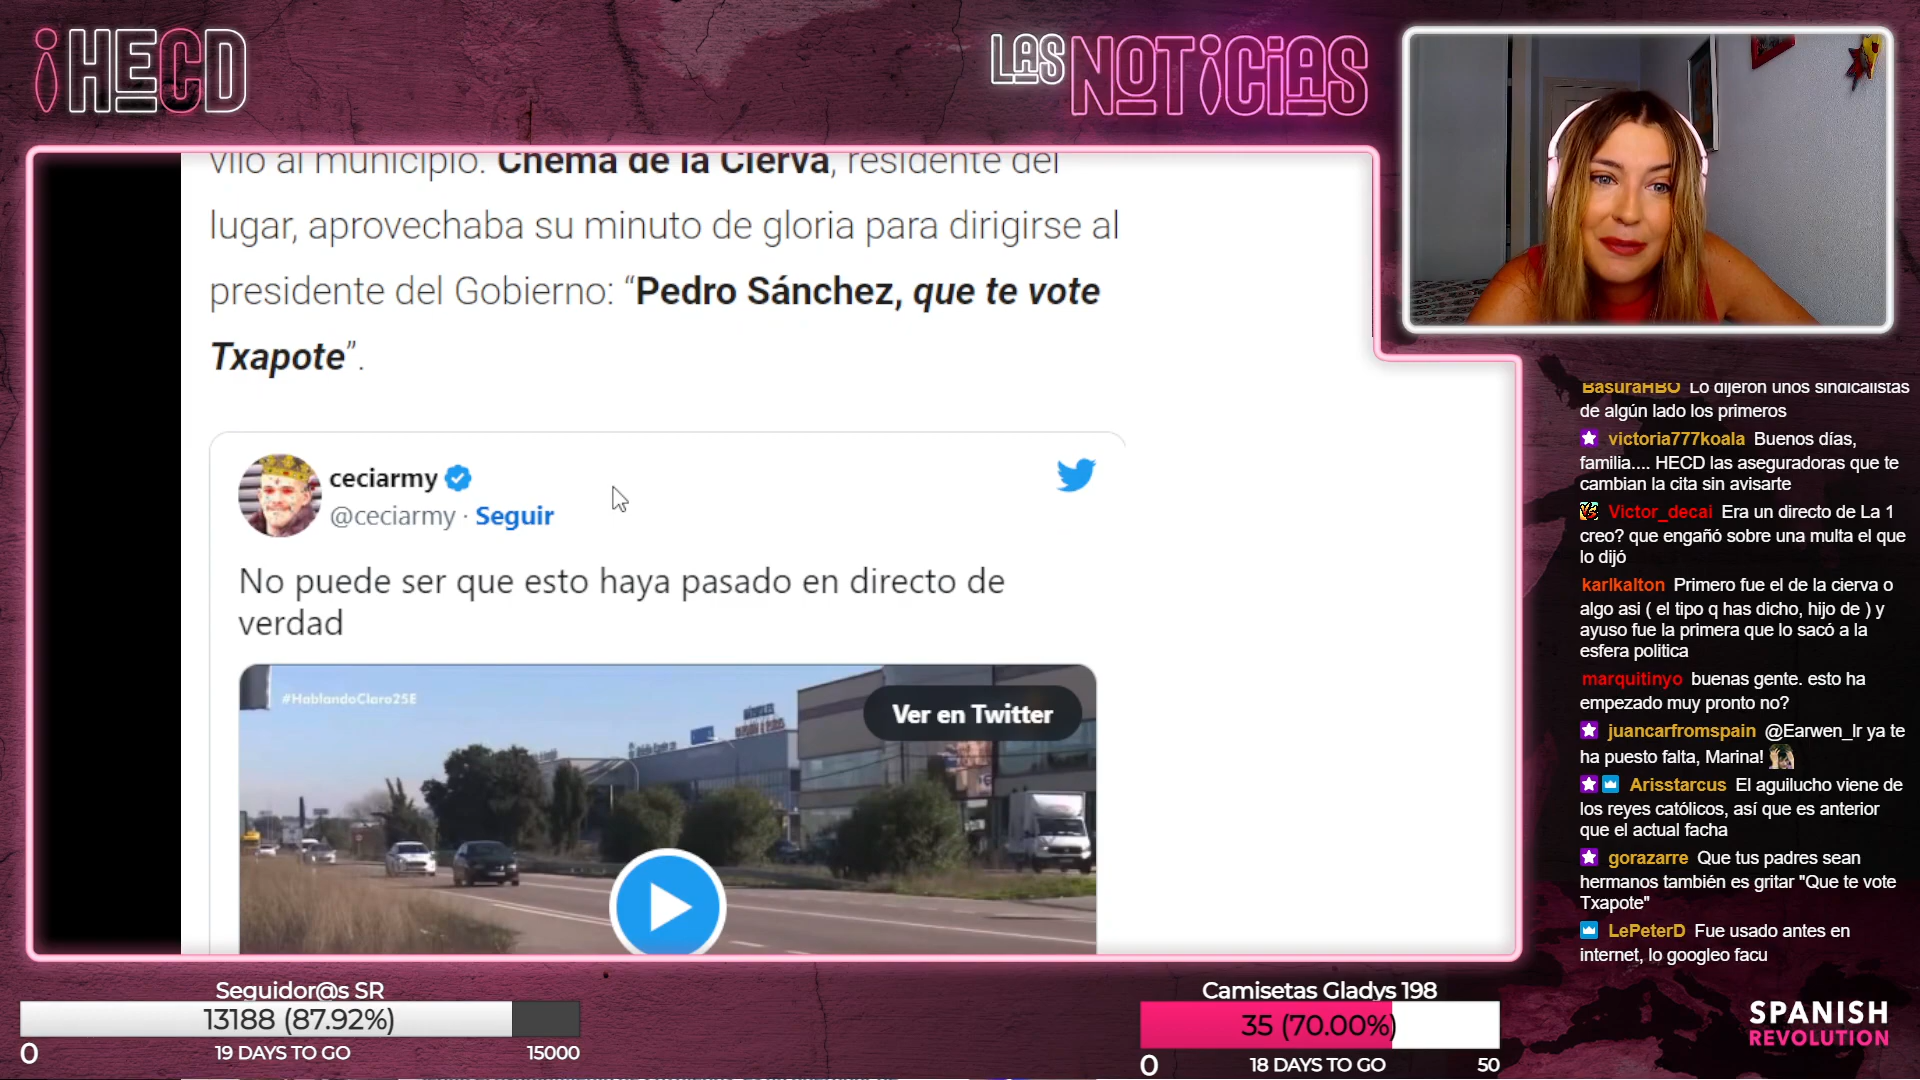 ¡HECD
LAS NOTICIAS
vilo al municipio. Chema de la Cierva, residente del
lugar, aprovechaba su minuto de gloria para dirigirse al
presidente del Gobierno: “Pedro Sánchez, que te vote
Txapote”.
ceciarmy
@ceciarmy · Seguir
No puede ser que esto haya pasado en directo de
verdad
#HablandoClaro25E
Ver en Twitter
BasuraHBO Lo dijeron unos sindicalistas
de algún lado los primeros
victoria777koala Buenos días,
familia.... HECD las aseguradoras que te
cambian la cita sin avisarte
Victor_decai Era un directo de La 1
creo? que engañó sobre una multa el que
lo dijó
karlkalton Primero fue el de la cierva o
algo asi ( el tipo q has dicho, hijo de ) y
ayuso fue la primera que lo sacó a la
esfera politica
marquitinyo buenas gente. esto ha
empezado muy pronto no?
juancarfromspain @Earwen_lr ya te
ha puesto falta, Marina!
Arisstarcus El aguilucho viene de
los reyes católicos, así que es anterior
que el actual facha
gorazarre Que tus padres sean
hermanos también es gritar "Que te vote
Txapote"
LePeterD Fue usado antes en
internet, lo googleo facu
Seguidor@s SR
13188 (87.92%)
0 19 DAYS TO GO 15000
Camisetas Gladys 198
35 (70.00%)
0 18 DAYS TO GO 50
SPANISH
REVOLUTION